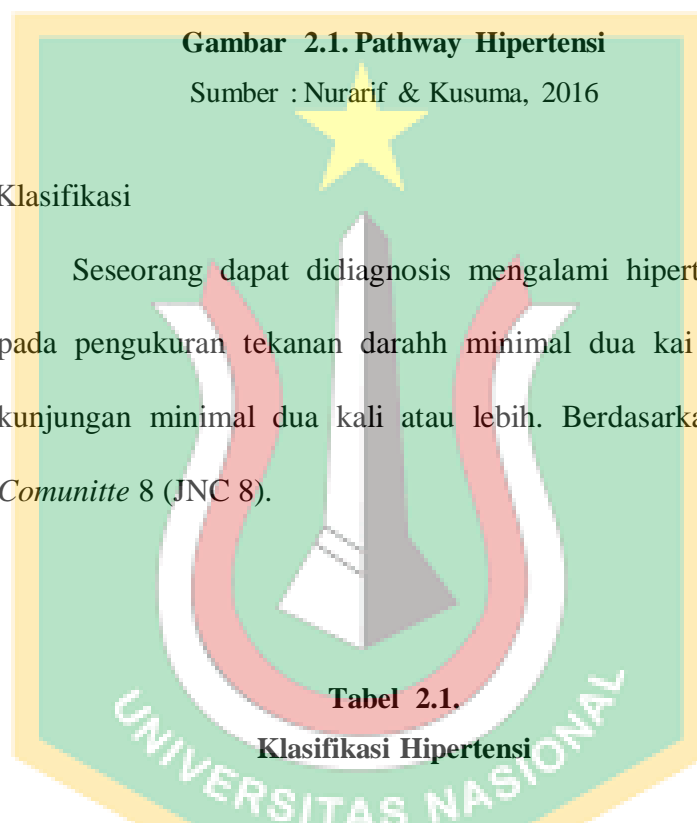 Gambar 2.1. Pathway Hipertensi
Sumber : Nurarif & Kusuma, 2016
Klasifikasi
Seseorang dapat didiagnosis mengalami hipert
pada pengukuran tekanan darahh minimal dua kai
kunjungan minimal dua kali atau lebih. Berdasarka
Comunitte 8 (JNC 8).
Tabel 2.1.
Klasifikasi Hipertensi
UNIVERSITAS NASIONAL